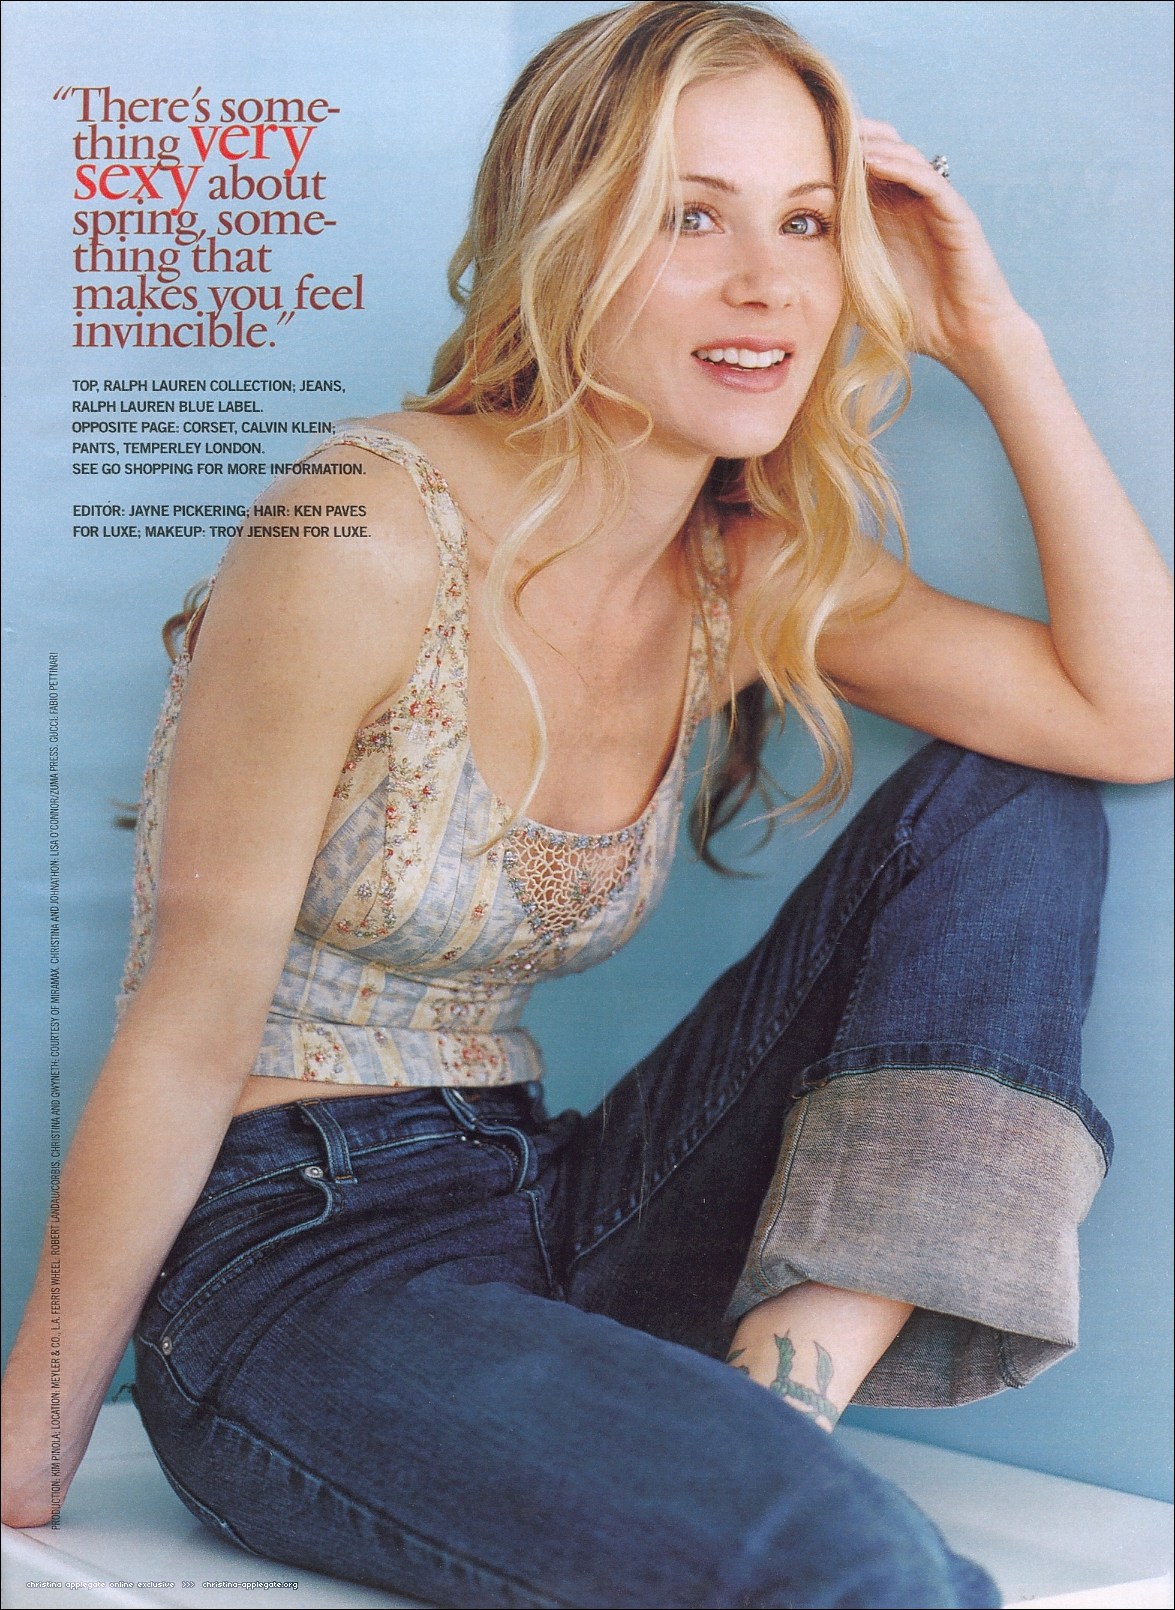 “There’s some-
thing very
sexy about
spring, some-
thing that
makes you feel
invincible.”
TOP, RALPH LAUREN COLLECTION; JEANS,
RALPH LAUREN BLUE LABEL.
OPPOSITE PAGE: CORSET, CALVIN KLEIN;
PANTS, TEMPERLEY LONDON.
SEE GO SHOPPING FOR MORE INFORMATION.
EDITOR: JAYNE PICKERING; HAIR: KEN PAVES
FOR LUXE; MAKEUP: TROY JENSEN FOR LUXE.
PRODUCTION: KIM PINOLA; LOCATION: MEYLER & CO., L.A. FERRIS WHEEL: ROBERT LANDAU/CORBIS. CHRISTINA AND GWYNETH: COURTESY OF MIRAMAX. CHRISTINA AND JOHNATHON: LISA O'CONNOR/ZUMA PRESS. GUCCI: FABIO PETTINARI
christina applegate online exclusive >>> christina-applegate.org